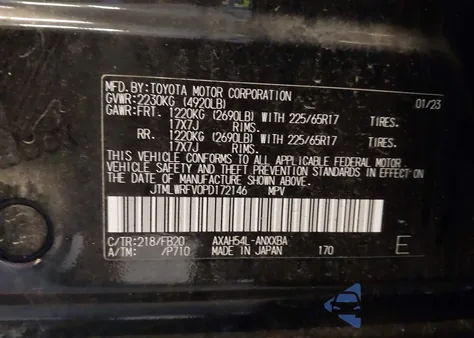 MFD. BY: TOYOTA MOTOR CORPORATION 01/23
GVWR: 2230KG (4920LB)
GAWR: FRT. 1220KG (2690LB) WITH 225/65R17 TIRES.
17X7J RIMS.
RR. 1220KG (2690LB) WITH 225/65R17 TIRES.
17X7J RIMS.
THIS VEHICLE CONFORMS TO ALL APPLICABLE FEDERAL MOTOR
VEHICLE SAFETY AND THEFT PREVENTION STANDARDS IN
EFFECT ON THE DATE OF MANUFACTURE SHOWN ABOVE.
JTMLWRFV0PD172146 MPV
C/TR: 218/FB20 AXAH54L-ANXXBA
A/TM: /P710 MADE IN JAPAN 170 E